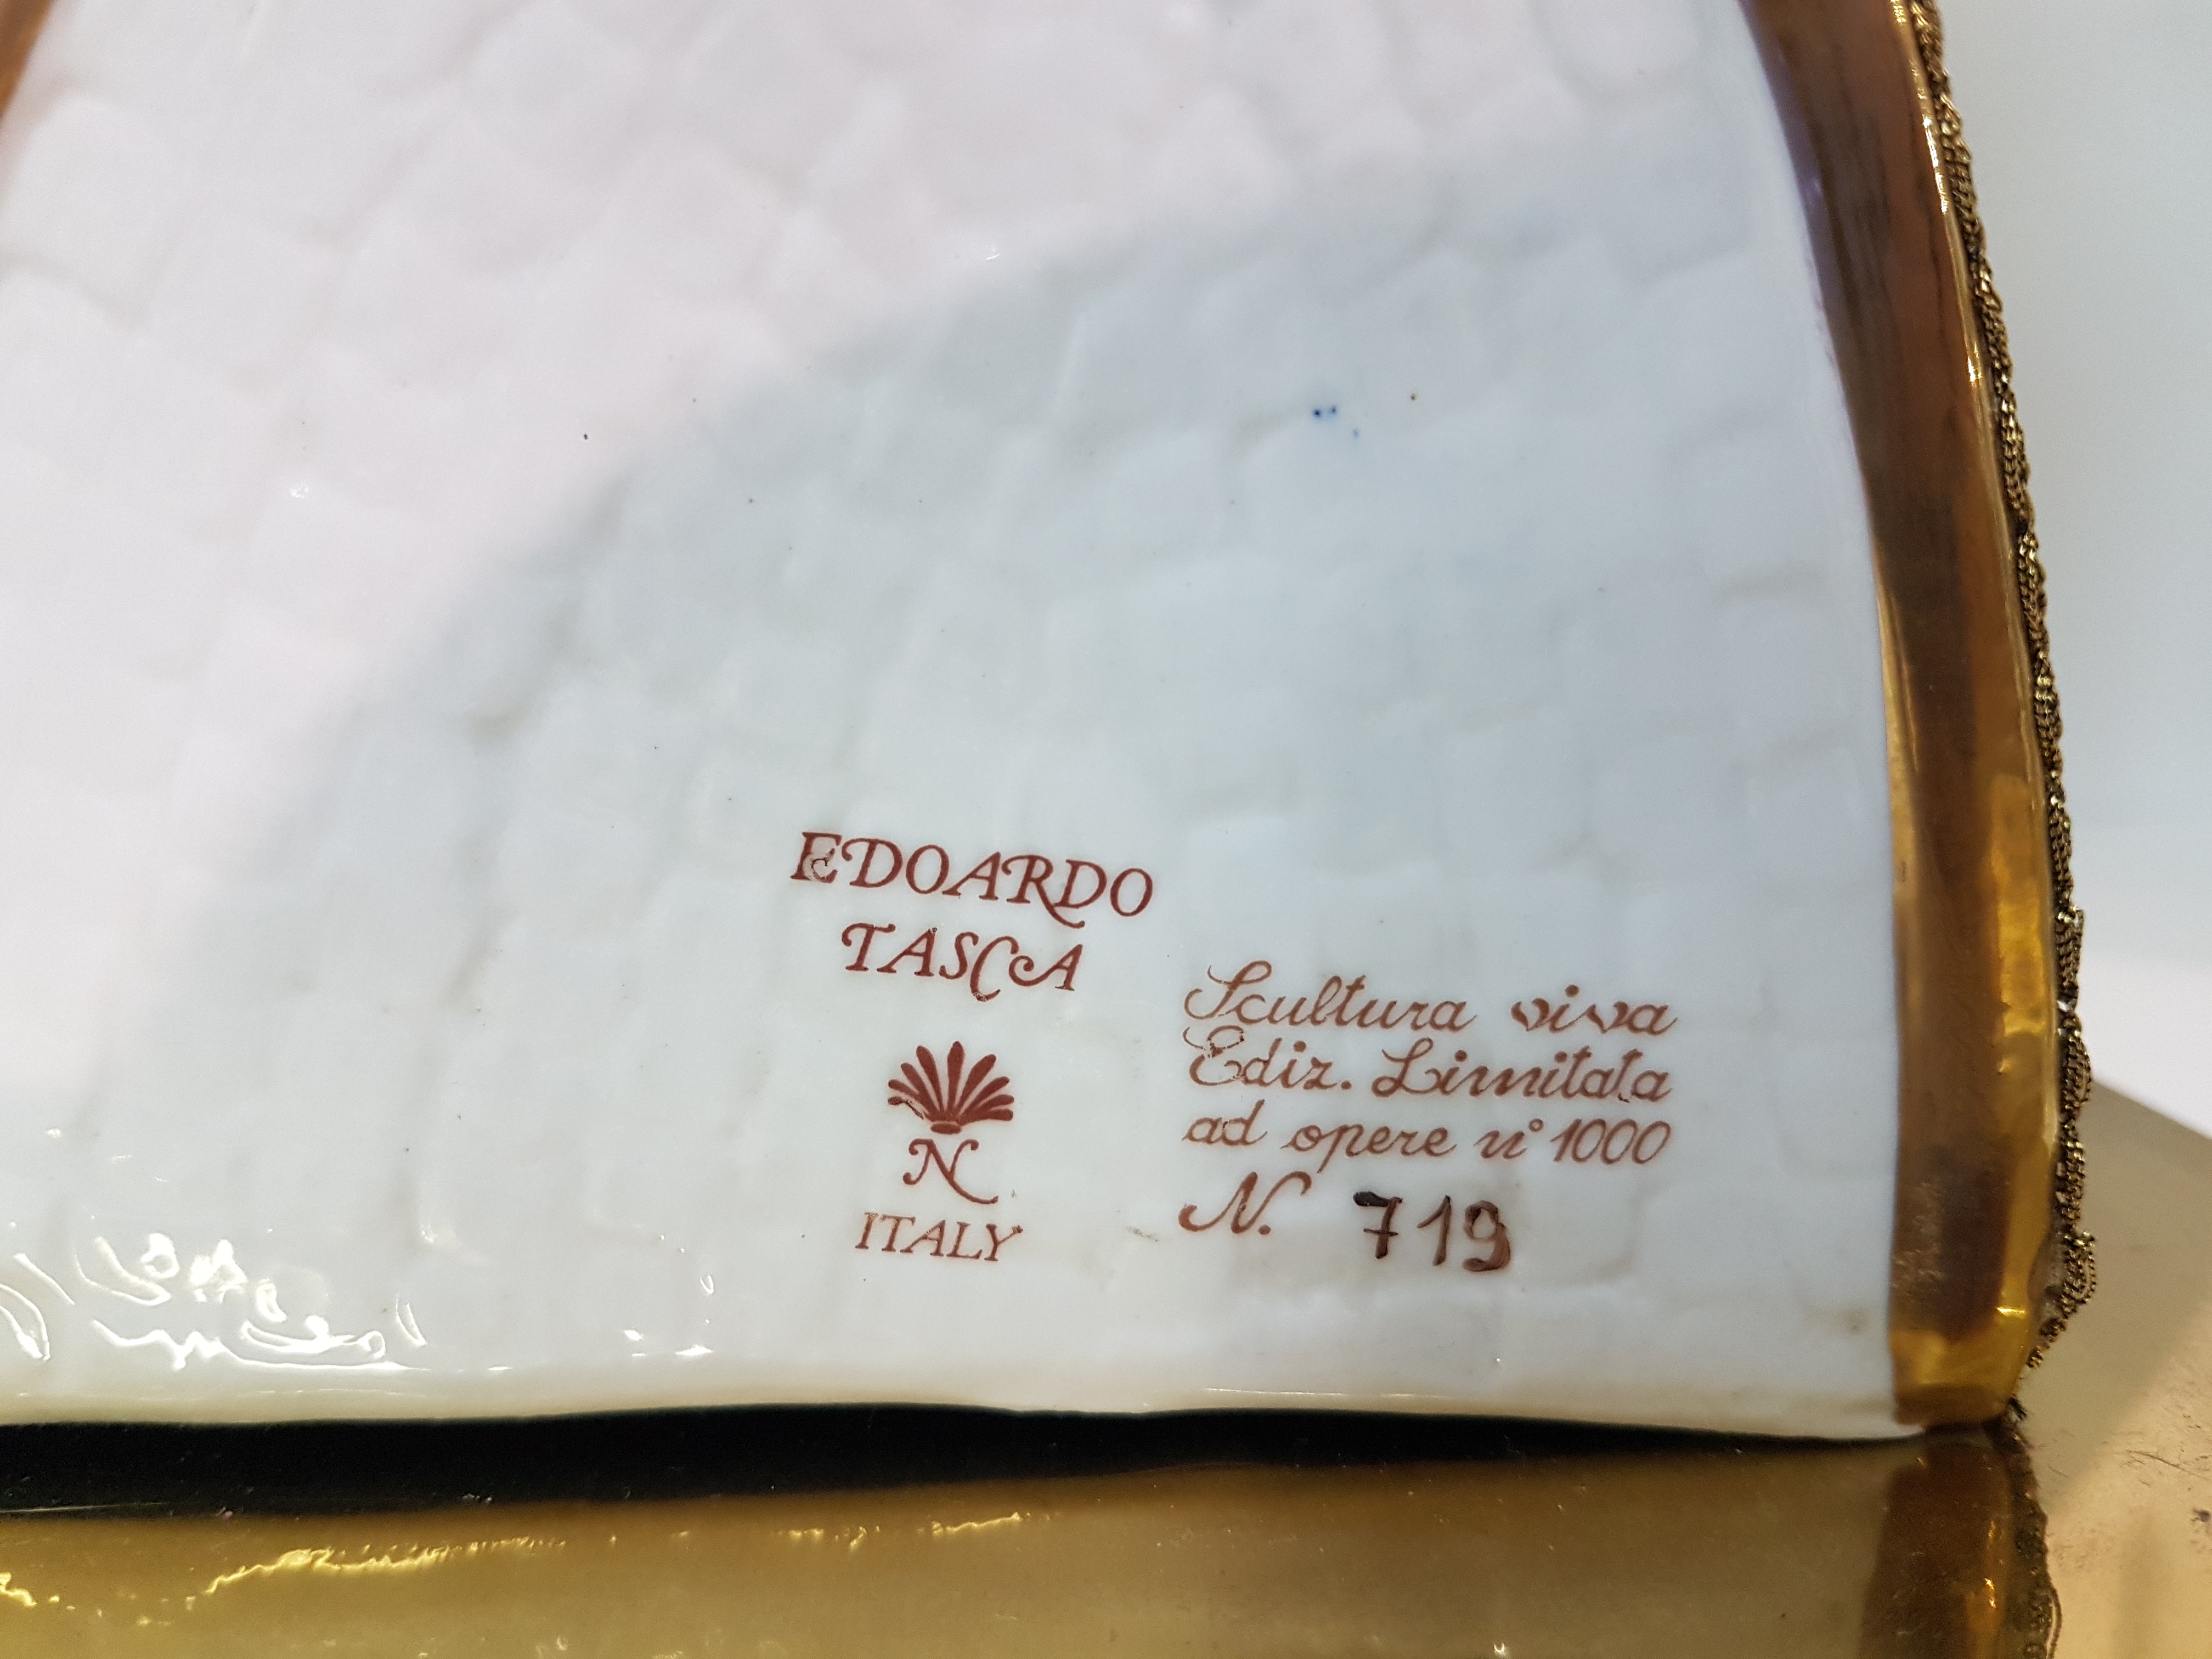 EDOARDO
TASCA
N
ITALY
Scultura viva
Ediz. Limitata
ad opere n° 1000
N. 719